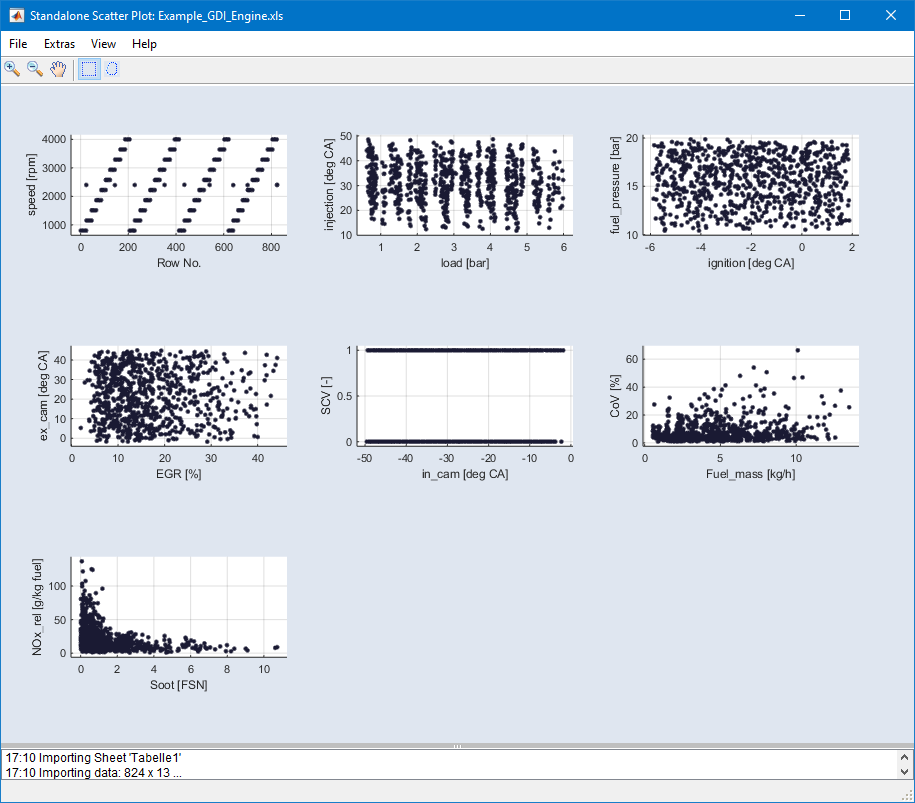 Standalone Scatter Plot: Example_GDI_Engine.xls
File Extras View Help
4000
3000
2000
1000
speed [rpm]
0 200 400 600 800
Row No.
50
40
30
20
10
injection [deg CA]
1 2 3 4 5 6
load [bar]
20
15
10
fuel_pressure [bar]
-6 -4 -2 0 2
ignition [deg CA]
40
30
20
10
0
ex_cam [deg CA]
0 10 20 30 40
EGR [%]
1
0.5
0
SCV [-]
-50 -40 -30 -20 -10 0
in_cam [deg CA]
60
40
20
0
CoV [%]
0 5 10
Fuel_mass [kg/h]
100
50
0
NOx_rel [g/kg fuel]
0 2 4 6 8 10
Soot [FSN]
17:10 Importing Sheet 'Tabelle1'
17:10 Importing data: 824 x 13 ...